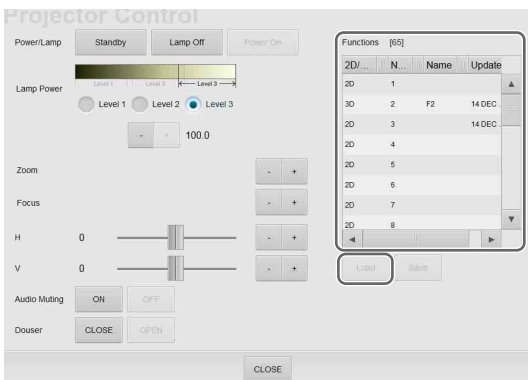 Projector Control
Power/Lamp
Standby
Lamp Off
Power On
Lamp Power
Level 1
Level 2
Level 3
Level 1
Level 2
Level 3
-
+
100.0
Zoom
-
+
Focus
-
+
H
0
-
+
V
0
-
+
Audio Muting
ON
OFF
Douser
CLOSE
OPEN
Functions [65]
2D/... N... Name Update
2D 1
3D 2 F2 14 DEC .
2D 3 14 DEC .
2D 4
2D 5
2D 6
2D 7
2D 8
Load
Save
CLOSE